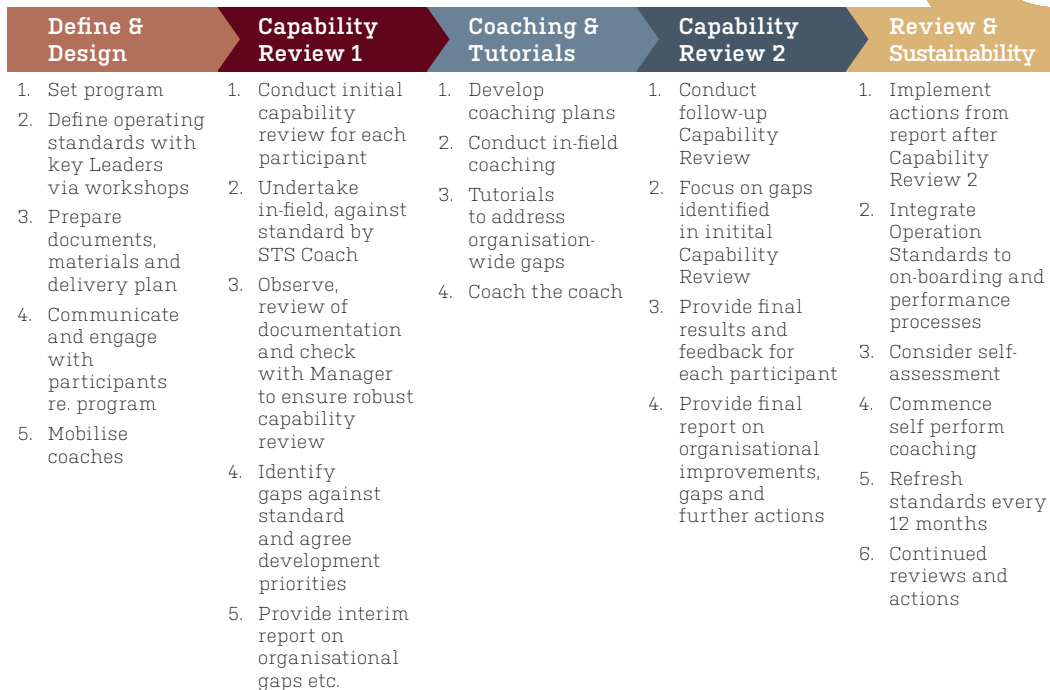 Define &
Design
1. Set program
2. Define operating
standards with
key Leaders
via workshops
3. Prepare
documents,
materials and
delivery plan
4. Communicate
and engage
with
participants
re. program
5. Mobilise
coaches
Capability
Review 1
1. Conduct initial
capability
review for each
participant
2. Undertake
in-field, against
standard by
STS Coach
3. Observe,
review of
documentation
and check
with Manager
to ensure robust
capability
review
4. Identify
gaps against
standard
and agree
development
priorities
5. Provide interim
report on
organisational
gaps etc.
Coaching &
Tutorials
1. Develop
coaching plans
2. Conduct in-field
coaching
3. Tutorials
to address
organisation-
wide gaps
4. Coach the coach
Capability
Review 2
1. Conduct
follow-up
Capability
Review
2. Focus on gaps
identified
in initital
Capability
Review
3. Provide final
results and
feedback for
each participant
4. Provide final
report on
organisational
improvements,
gaps and
further actions
Review &
Sustainability
1. Implement
actions from
report after
Capability
Review 2
2. Integrate
Operation
Standards to
on-boarding and
performance
processes
3. Consider self-
assessment
4. Commence
self perform
coaching
5. Refresh
standards every
12 months
6. Continued
reviews and
actions